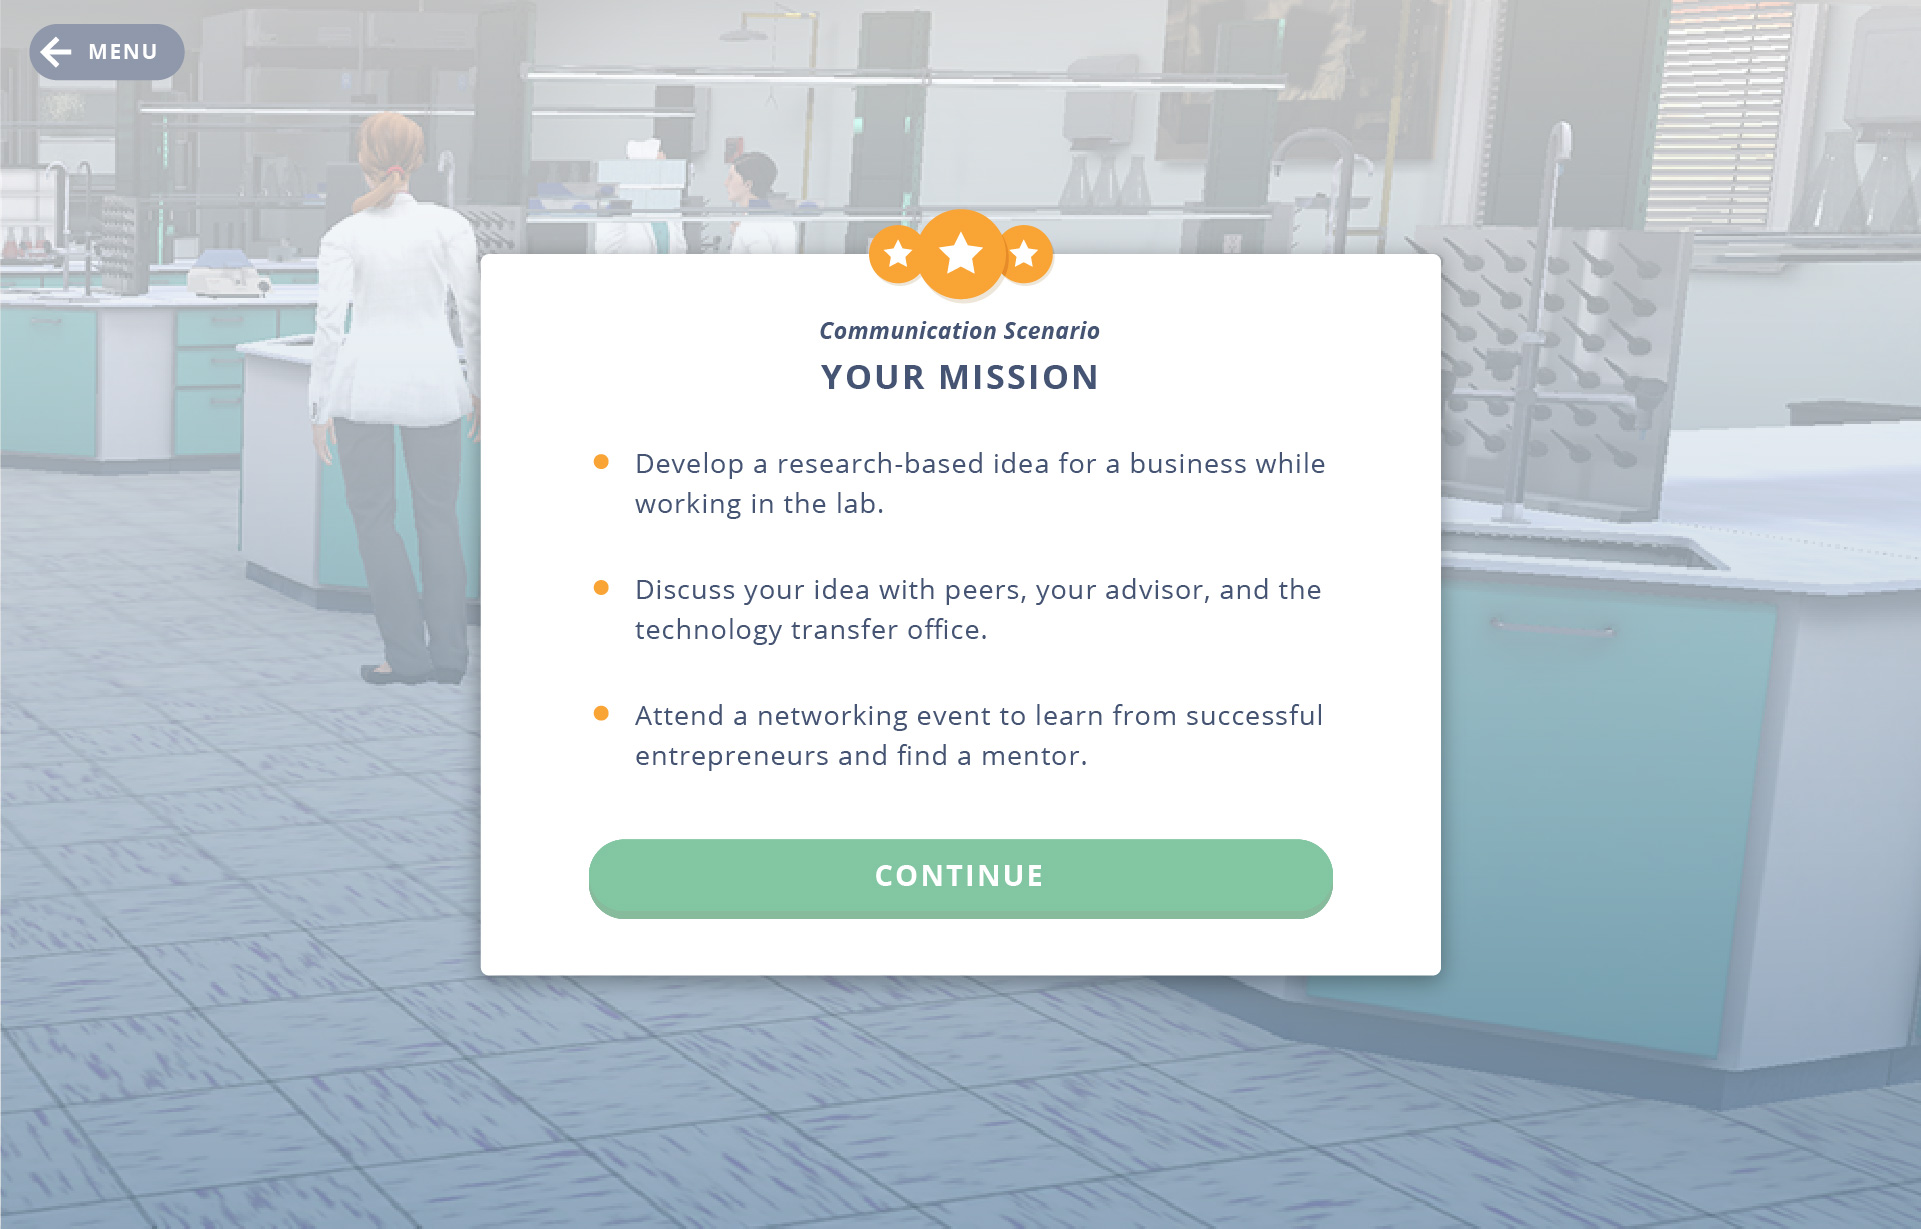 MENU
Communication Scenario
YOUR MISSION
Develop a research-based idea for a business while
working in the lab.
Discuss your idea with peers, your advisor, and the
technology transfer office.
Attend a networking event to learn from successful
entrepreneurs and find a mentor.
CONTINUE